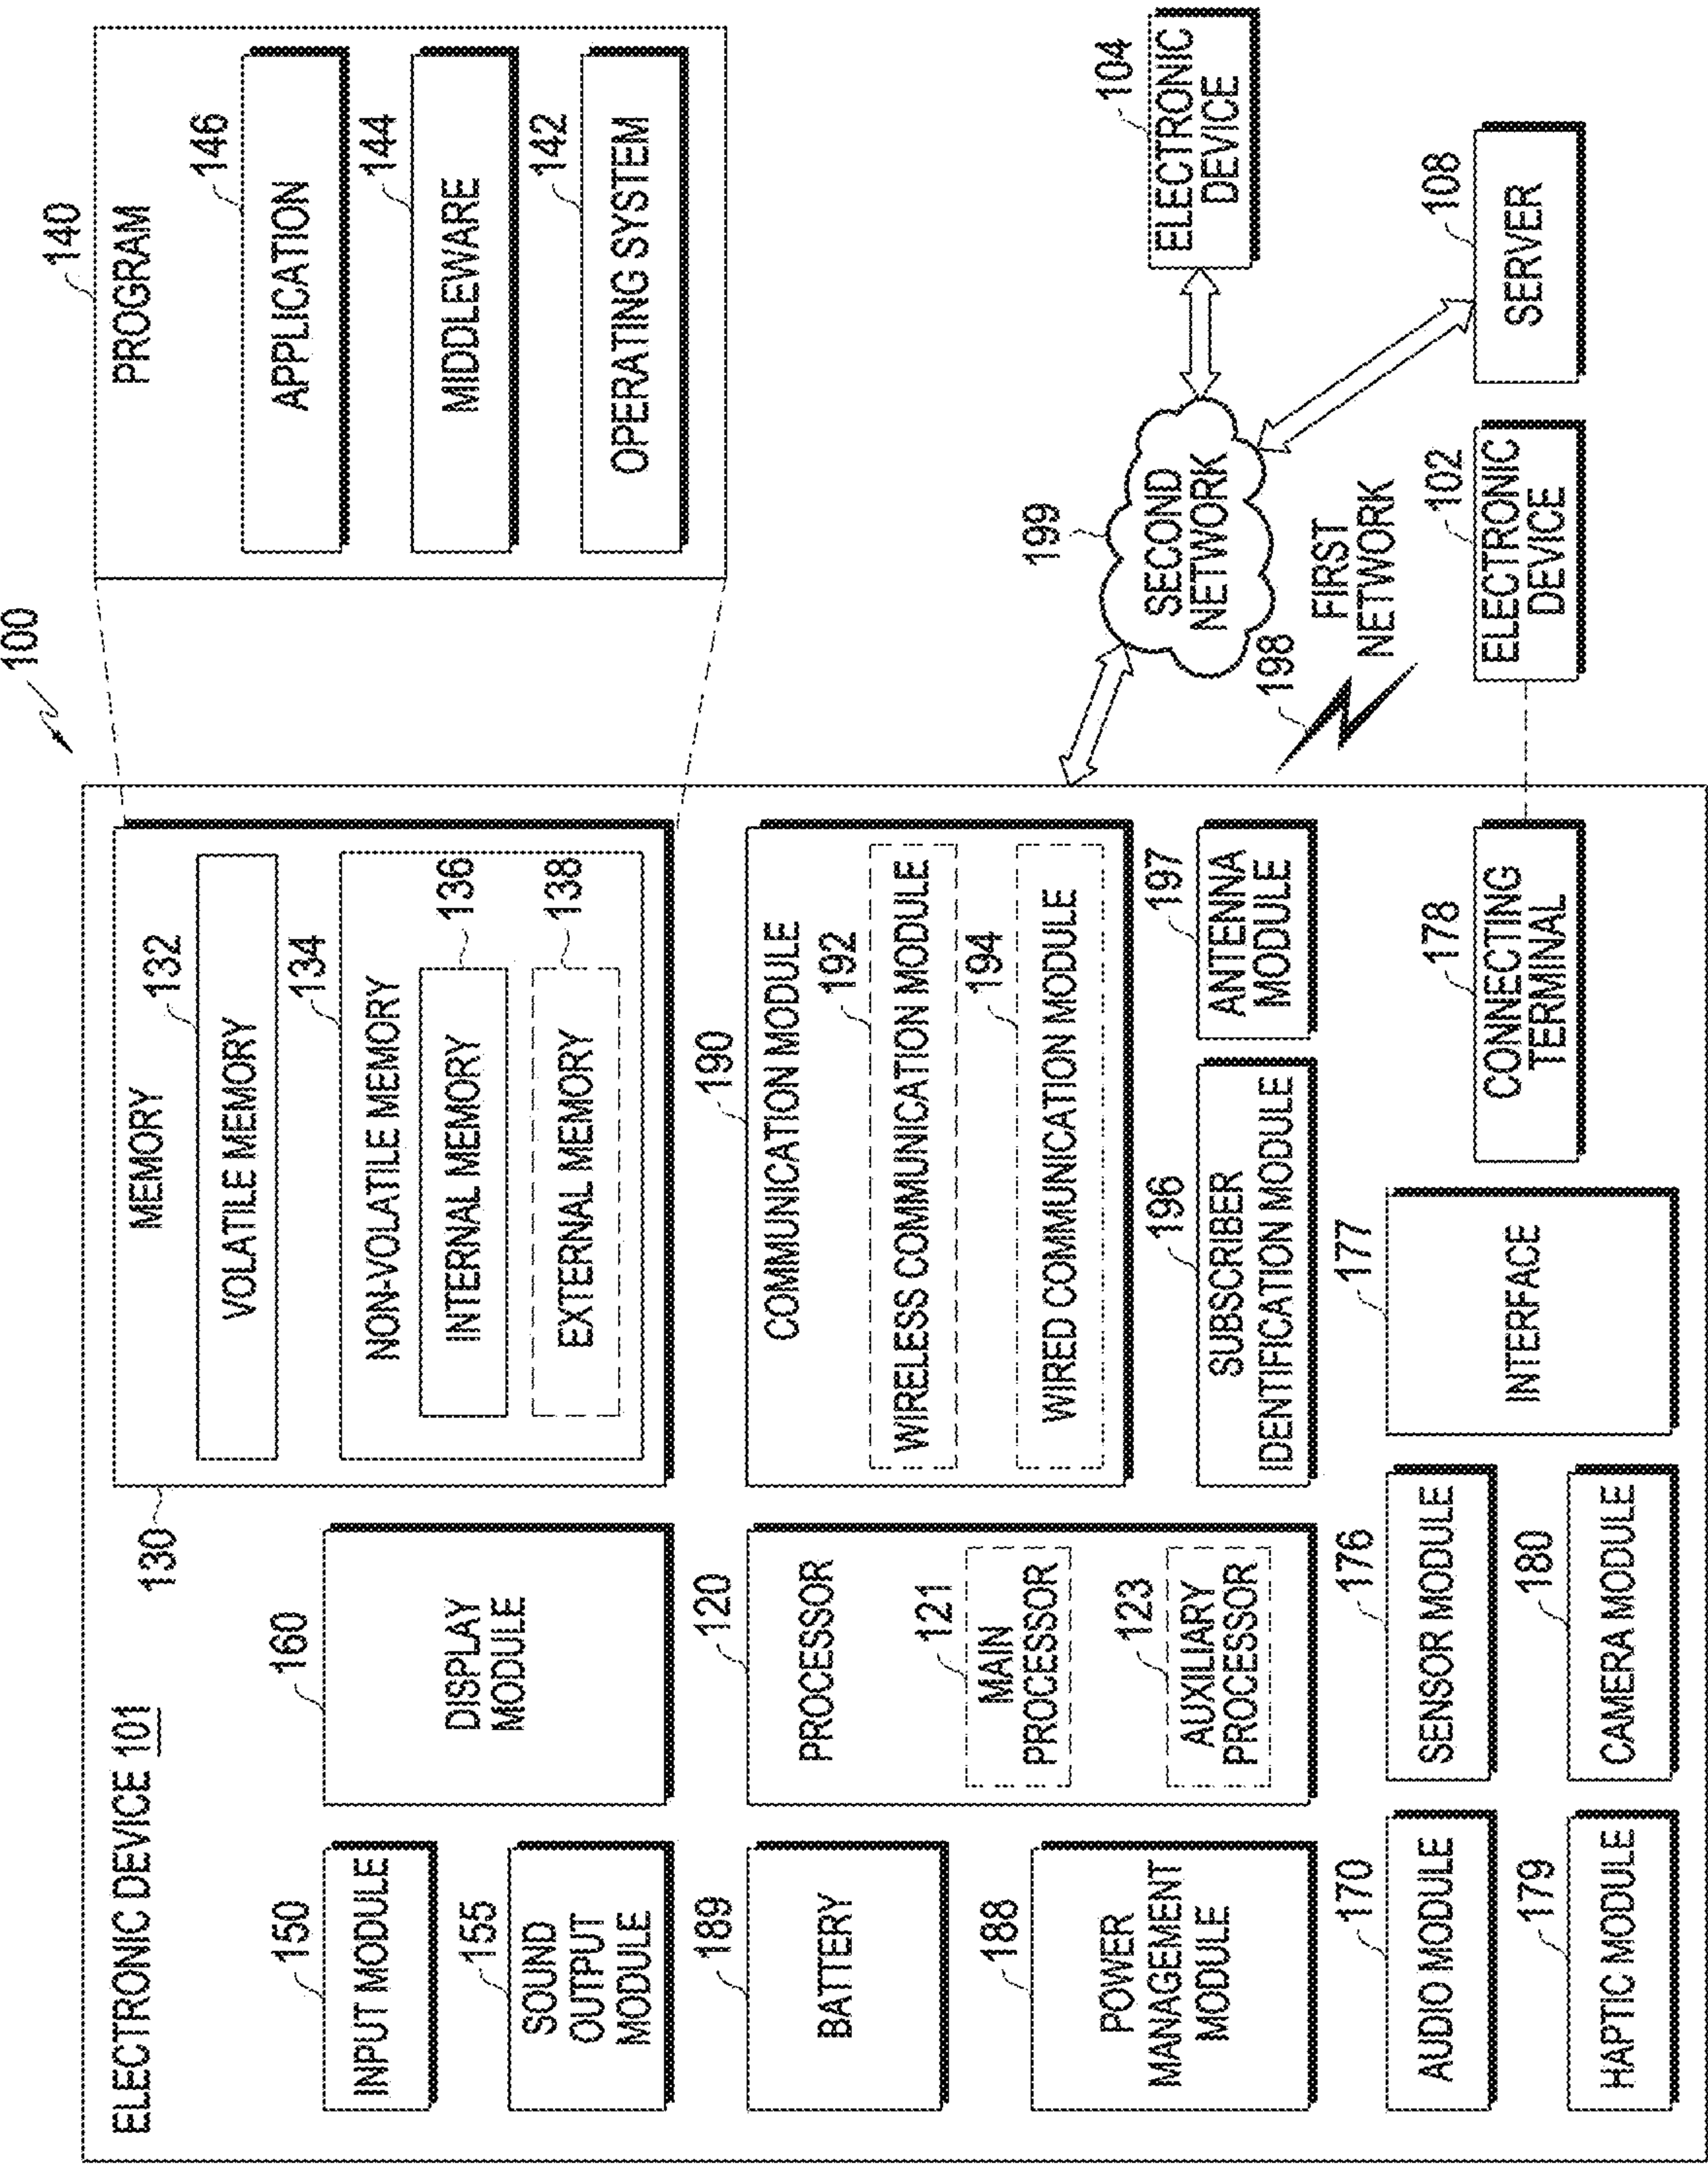 100
ELECTRONIC DEVICE 101
150
INPUT MODULE
155
SOUND
OUTPUT
MODULE
189
BATTERY
188
POWER
MANAGEMENT
MODULE
170
AUDIO MODULE
179
HAPTIC MODULE
160
DISPLAY
MODULE
120
PROCESSOR
121
MAIN
PROCESSOR
123
AUXILIARY
PROCESSOR
176
SENSOR MODULE
180
CAMERA MODULE
130
MEMORY
132
VOLATILE MEMORY
134
NON-VOLATILE MEMORY
136
INTERNAL MEMORY
138
EXTERNAL MEMORY
190
COMMUNICATION MODULE
192
WIRELESS COMMUNICATION MODULE
194
WIRED COMMUNICATION MODULE
196
SUBSCRIBER
IDENTIFICATION MODULE
197
ANTENNA
MODULE
177
INTERFACE
178
CONNECTING
TERMINAL
140
PROGRAM
146
APPLICATION
144
MIDDLEWARE
142
OPERATING SYSTEM
199
SECOND
NETWORK
104
ELECTRONIC
DEVICE
198
FIRST
NETWORK
108
SERVER
102
ELECTRONIC
DEVICE